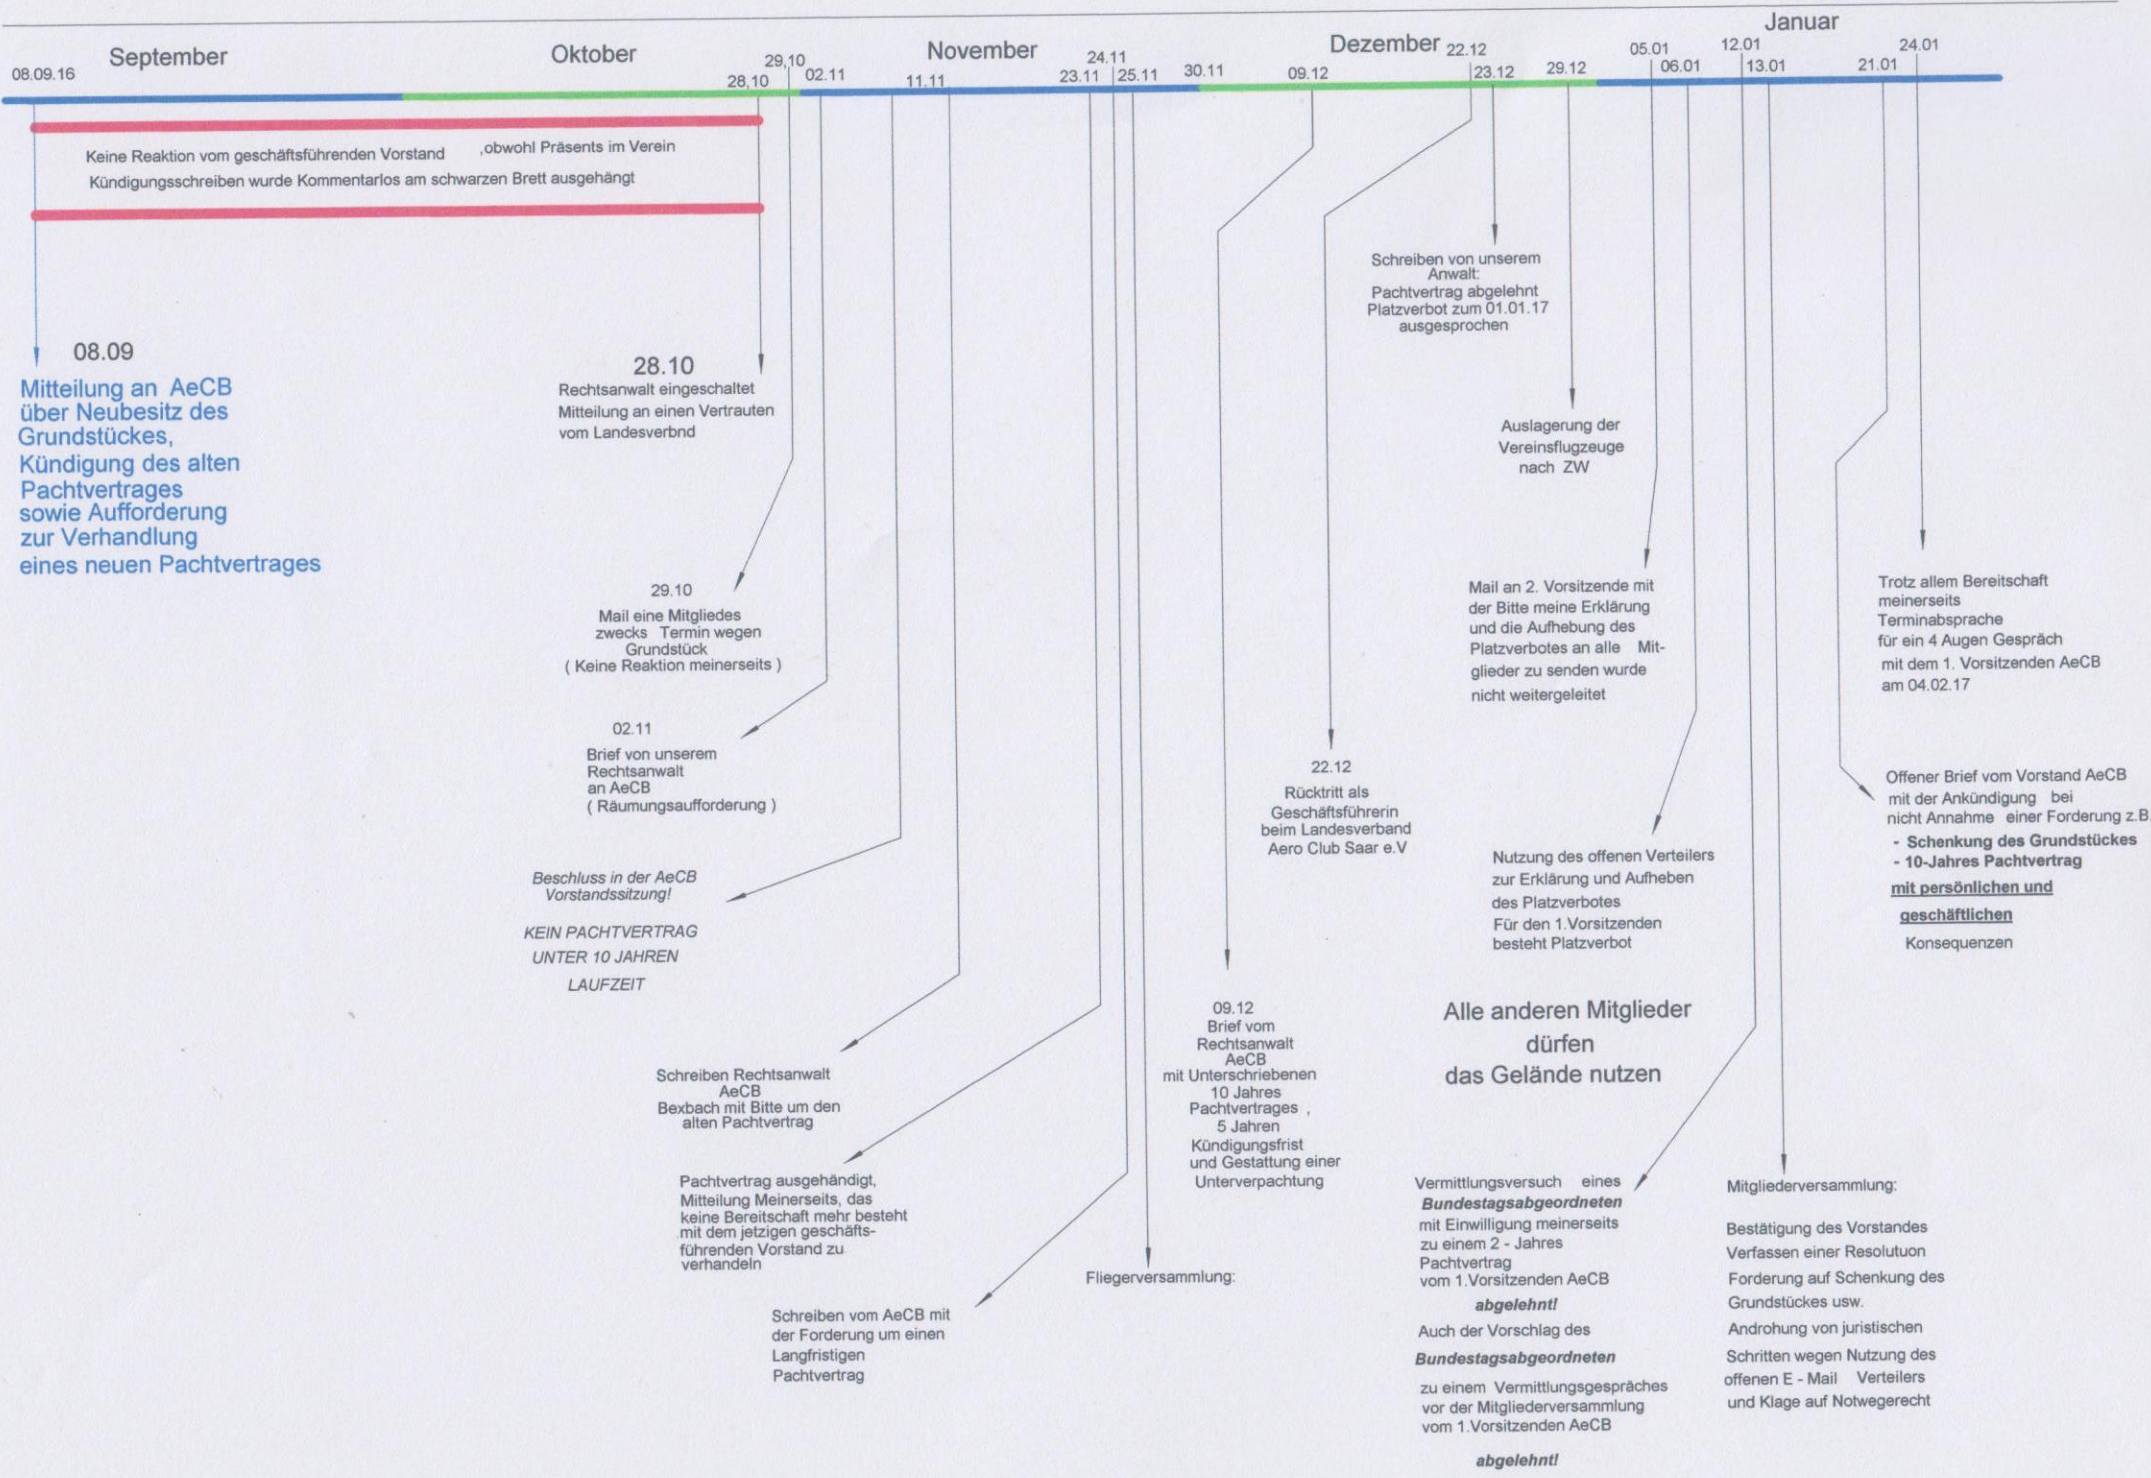 September
Oktober
November
Dezember
Januar
08.09.16
28,10
29,10
02.11
11.11
23.11
24.11
25.11
30.11
09.12
22.12
23.12
29.12
05.01
06.01
12.01
13.01
21.01
24.01
Keine Reaktion vom geschäftsführenden Vorstand ,obwohl Präsents im Verein
Kündigungsschreiben wurde Kommentarlos am schwarzen Brett ausgehängt
08.09
Mitteilung an AeCB
über Neubesitz des
Grundstückes,
Kündigung des alten
Pachtvertrages
sowie Aufforderung
zur Verhandlung
eines neuen Pachtvertrages
28.10
Rechtsanwalt eingeschaltet
Mitteilung an einen Vertrauten
vom Landesverbnd
29.10
Mail eine Mitgliedes
zwecks Termin wegen
Grundstück
( Keine Reaktion meinerseits )
02.11
Brief von unserem
Rechtsanwalt
an AeCB
( Räumungsaufforderung )
Beschluss in der AeCB
Vorstandssitzung!
KEIN PACHTVERTRAG
UNTER 10 JAHREN
LAUFZEIT
Schreiben Rechtsanwalt
AeCB
Bexbach mit Bitte um den
alten Pachtvertrag
Pachtvertrag ausgehändigt,
Mitteilung Meinerseits, das
keine Bereitschaft mehr besteht
mit dem jetzigen geschäfts-
führenden Vorstand zu
verhandeln
Schreiben vom AeCB mit
der Forderung um einen
Langfristigen
Pachtvertrag
Fliegerversammlung:
09.12
Brief vom
Rechtsanwalt
AeCB
mit Unterschriebenen
10 Jahres
Pachtvertrages ,
5 Jahren
Kündigungsfrist
und Gestattung einer
Unterverpachtung
22.12
Rücktritt als
Geschäftsführerin
beim Landesverband
Aero Club Saar e.V
Schreiben von unserem
Anwalt:
Pachtvertrag abgelehnt
Platzverbot zum 01.01.17
ausgesprochen
Auslagerung der
Vereinsflugzeuge
nach ZW
Mail an 2. Vorsitzende mit
der Bitte meine Erklärung
und die Aufhebung des
Platzverbotes an alle Mit-
glieder zu senden wurde
nicht weitergeleitet
Nutzung des offenen Verteilers
zur Erklärung und Aufheben
des Platzverbotes
Für den 1.Vorsitzenden
besteht Platzverbot
Alle anderen Mitglieder
dürfen
das Gelände nutzen
Vermittlungsversuch eines
Bundestagsabgeordneten
mit Einwilligung meinerseits
zu einem 2 - Jahres
Pachtvertrag
vom 1.Vorsitzenden AeCB
abgelehnt!
Auch der Vorschlag des
Bundestagsabgeordneten
zu einem Vermittlungsgespräches
vor der Mitgliederversammlung
vom 1.Vorsitzenden AeCB
abgelehnt!
Mitgliederversammlung:
Bestätigung des Vorstandes
Verfassen einer Resolutuon
Forderung auf Schenkung des
Grundstückes usw.
Androhung von juristischen
Schritten wegen Nutzung des
offenen E - Mail Verteilers
und Klage auf Notwegerecht
Trotz allem Bereitschaft
meinerseits
Terminabsprache
für ein 4 Augen Gespräch
mit dem 1. Vorsitzenden AeCB
am 04.02.17
Offener Brief vom Vorstand AeCB
mit der Ankündigung bei
nicht Annahme einer Forderung z.B.
- Schenkung des Grundstückes
- 10-Jahres Pachtvertrag
mit persönlichen und
geschäftlichen
Konsequenzen